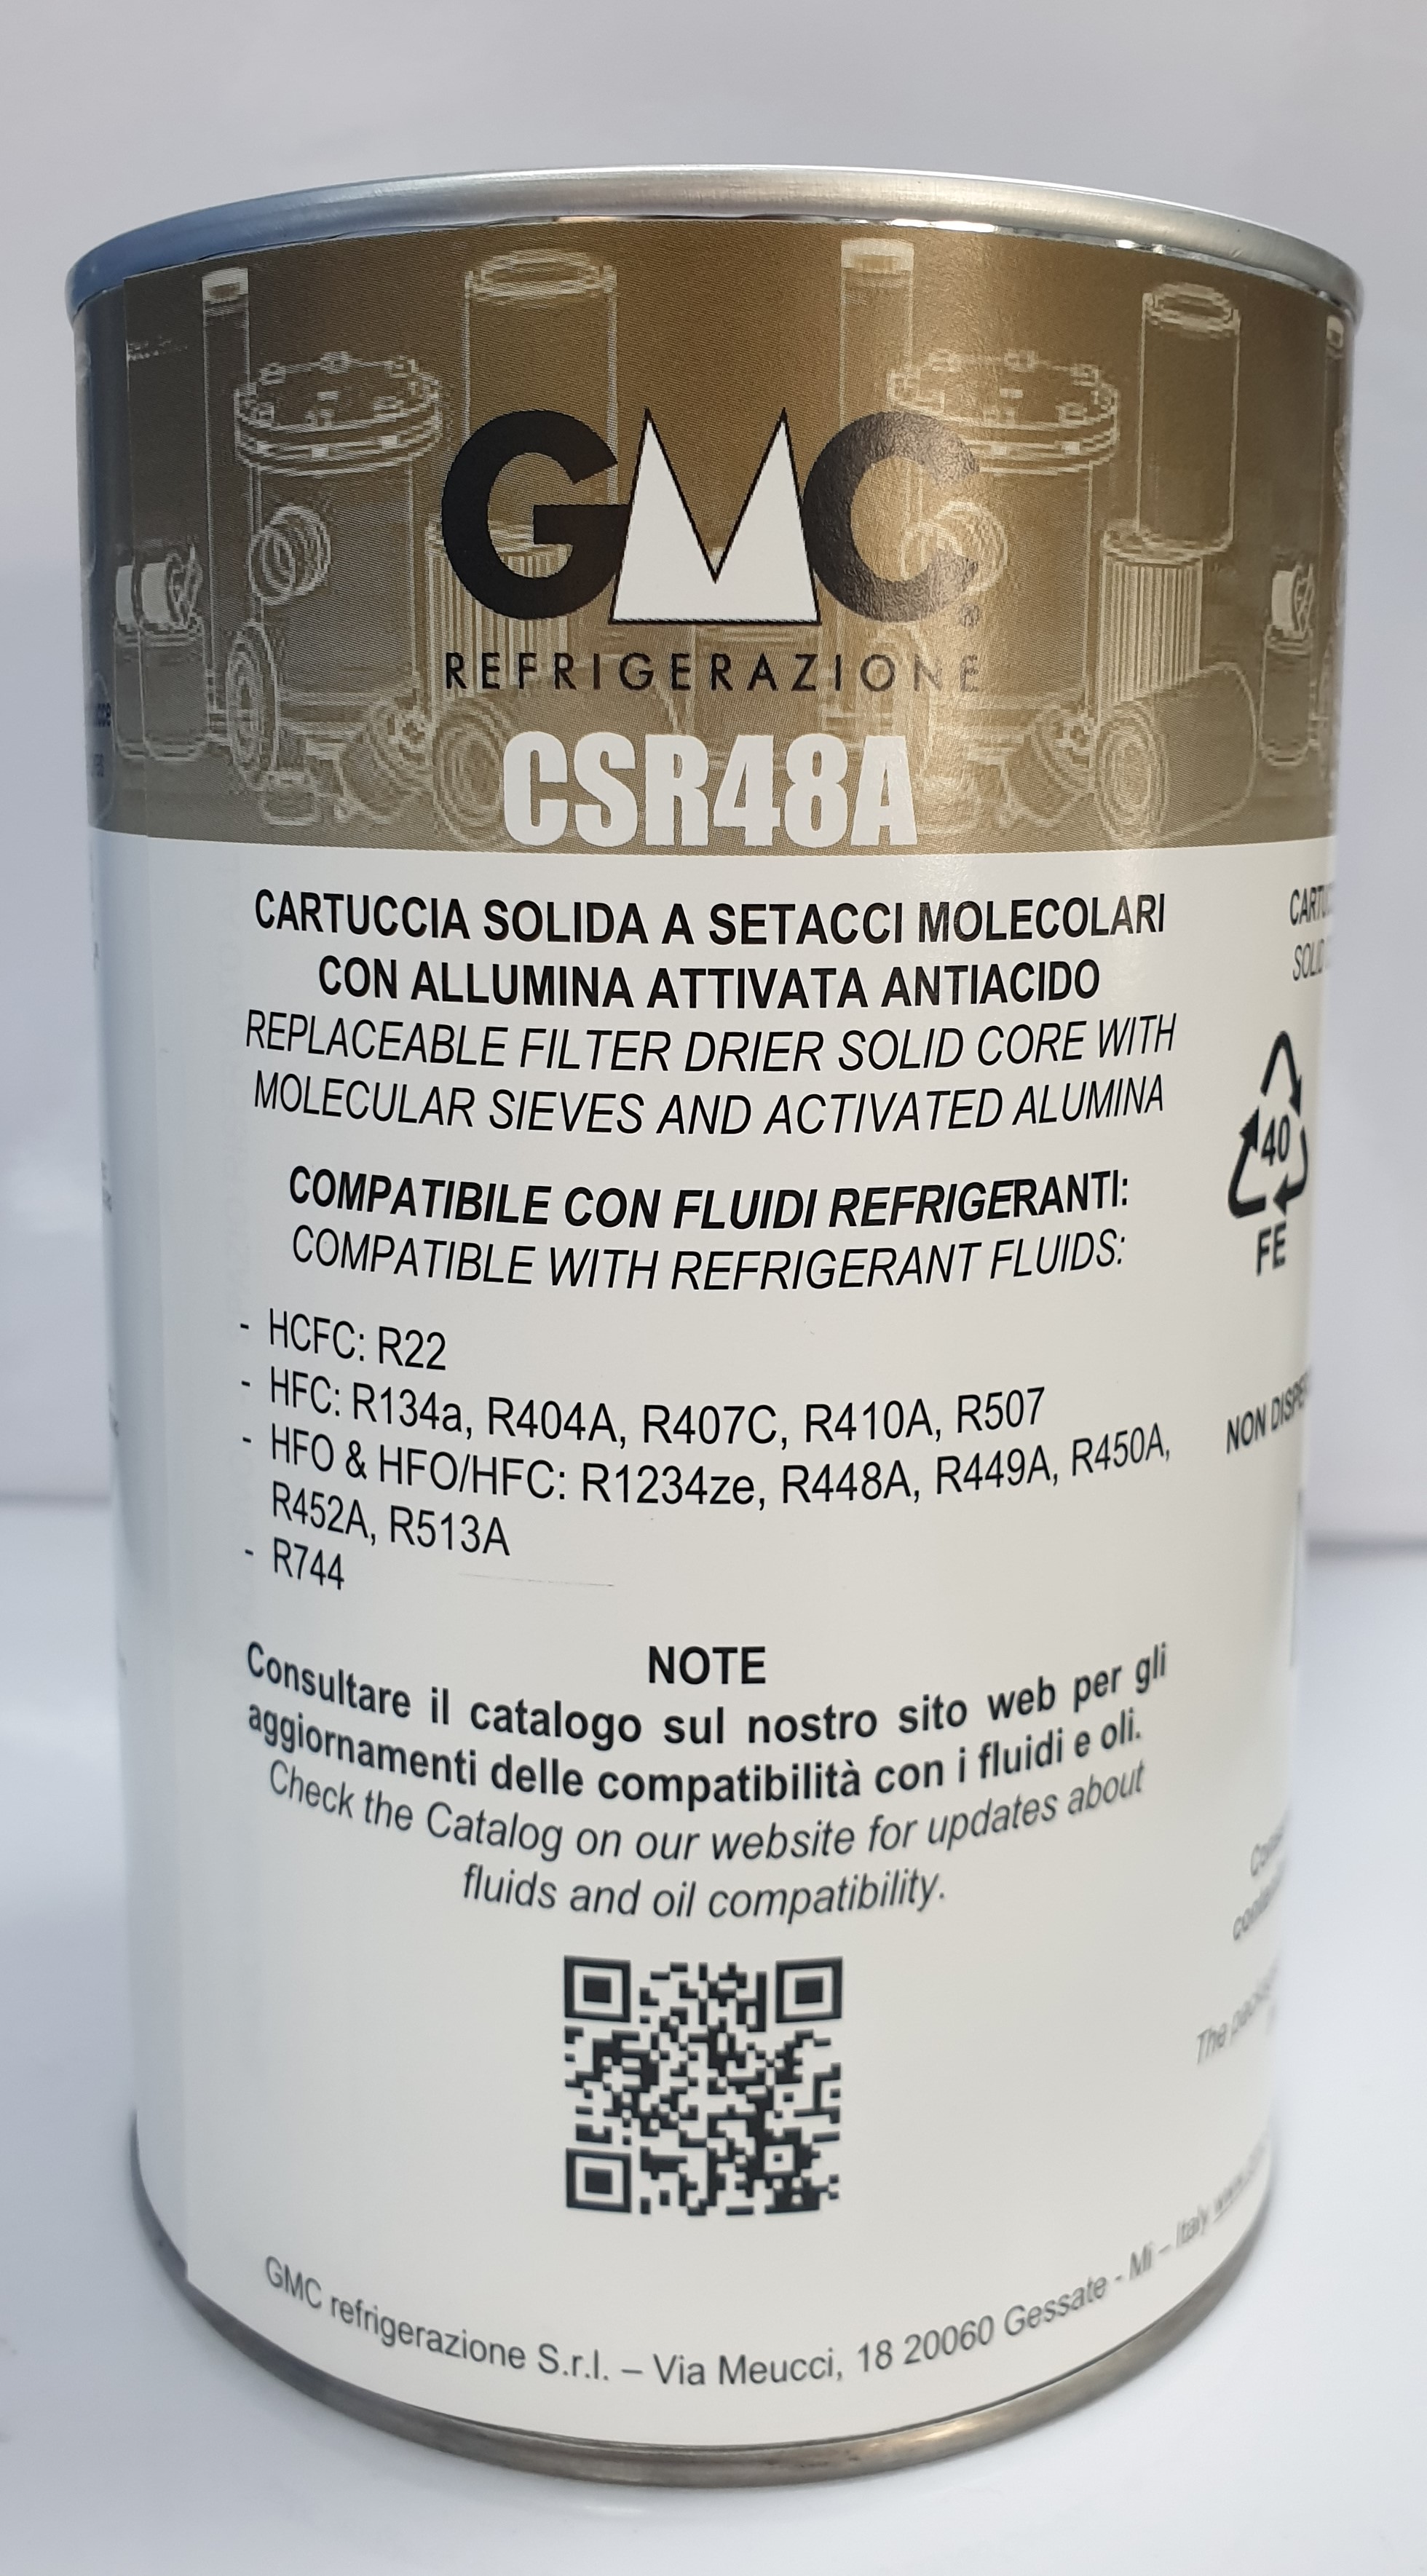 GMC®
REFRIGERAZIONE
CSR48A
CARTUCCIA SOLIDA A SETACCI MOLECOLARI
CON ALLUMINA ATTIVATA ANTIACIDO
REPLACEABLE FILTER DRIER SOLID CORE WITH
MOLECULAR SIEVES AND ACTIVATED ALUMINA
COMPATIBILE CON FLUIDI REFRIGERANTI:
COMPATIBLE WITH REFRIGERANT FLUIDS:
- HCFC: R22
- HFC: R134a, R404A, R407C, R410A, R507
- HFO & HFO/HFC: R1234ze, R448A, R449A, R450A,
R452A, R513A
- R744
NOTE
Consultare il catalogo sul nostro sito web per gli
aggiornamenti delle compatibilità con i fluidi e oli.
Check the Catalog on our website for updates about
fluids and oil compatibility.
GMC refrigerazione S.r.l. – Via Meucci, 18 20060 Gessate - Mi – Italy
40
FE
NON
The